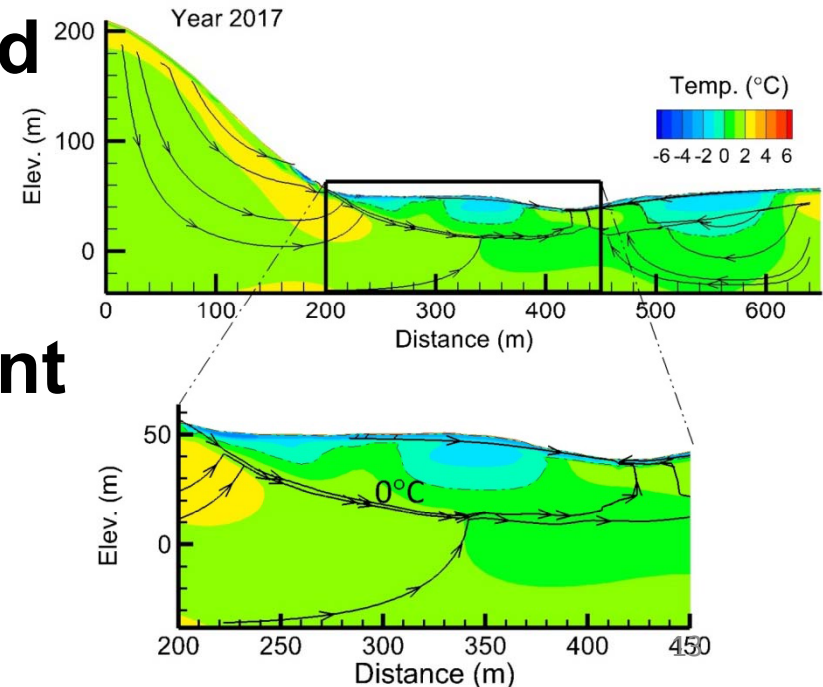 d
Year 2017
200
100
0
Elev. (m)
Temp. (°C)
-6 -4 -2 0 2 4 6
0 100 200 300 400 500 600
Distance (m)
nt
50
0
Elev. (m)
0°C
200 250 300 350 400 450
13
Distance (m)